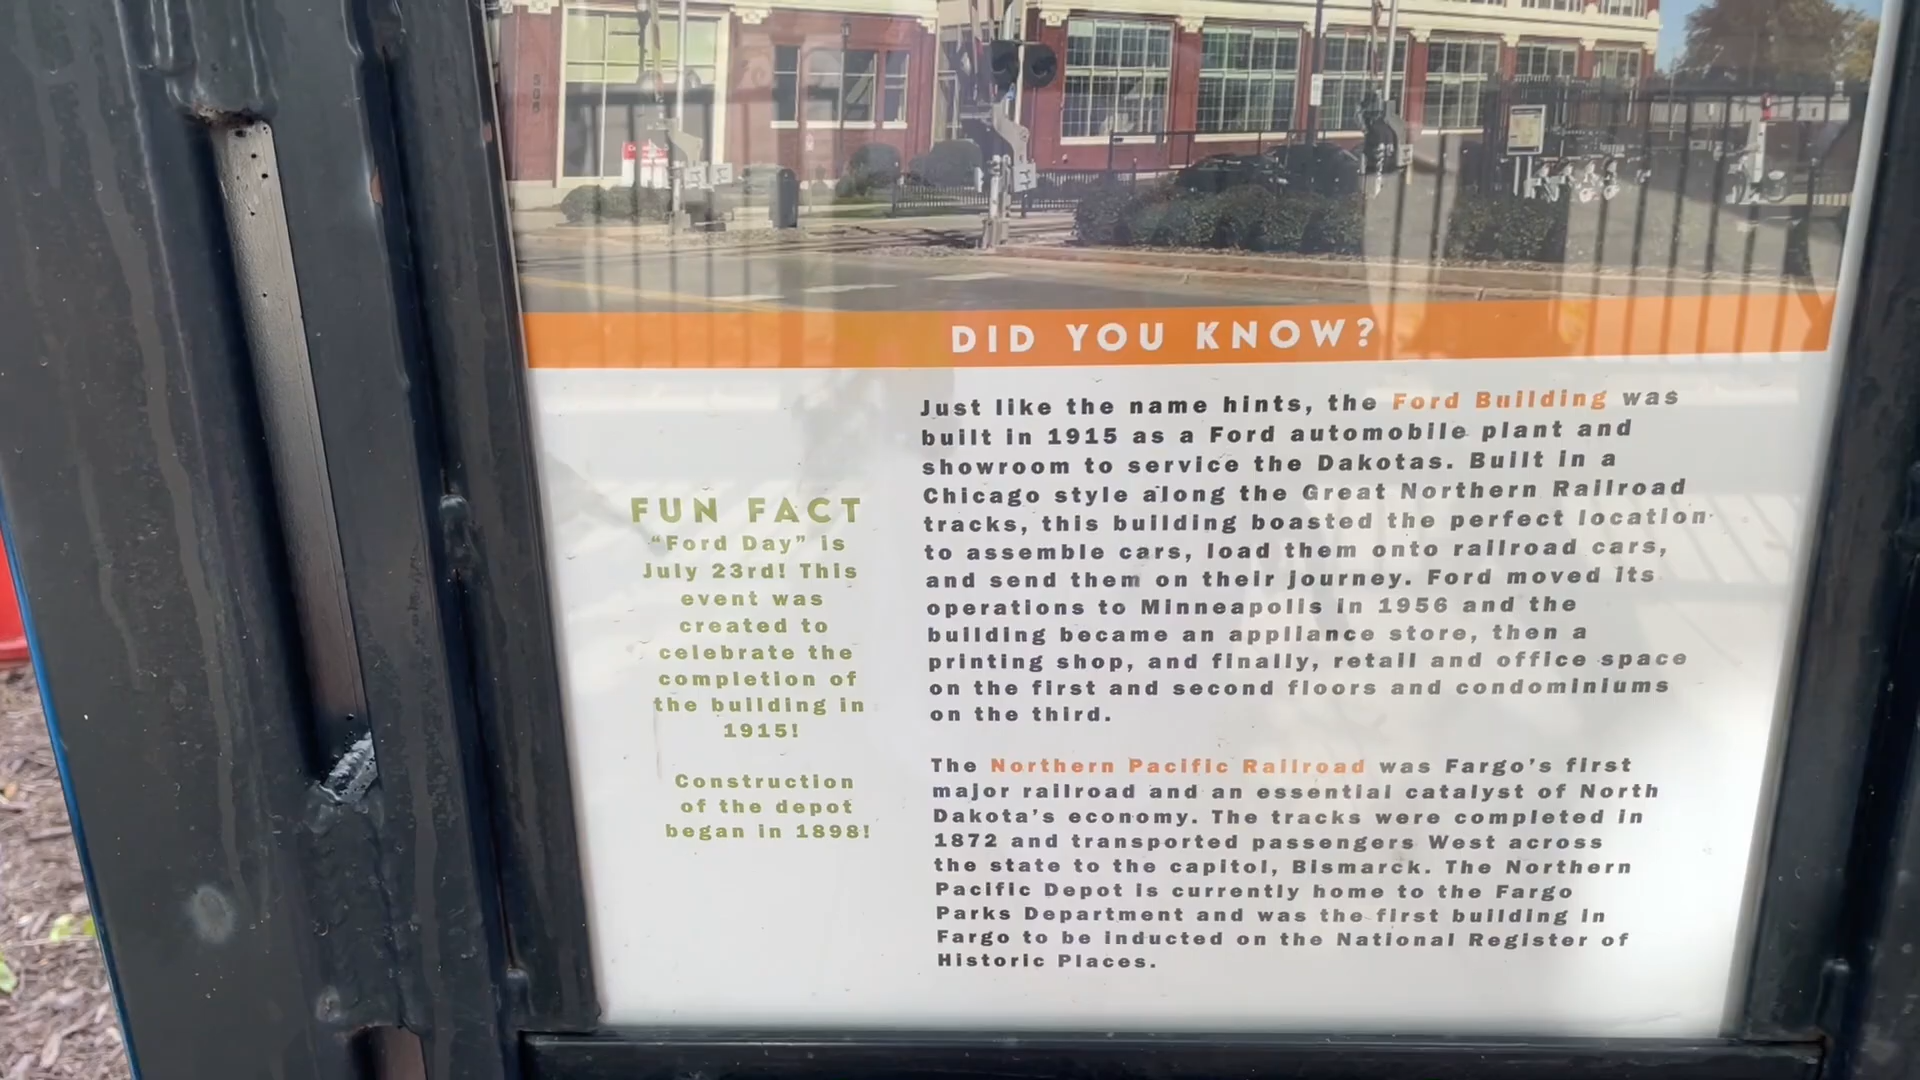 DID YOU KNOW?
FUN FACT
"Ford Day" is
July 23rd! This
event was
created to
celebrate the
completion of
the building in
1915!
Construction
of the depot
began in 1898!
Just like the name hints, the Ford Building was
built in 1915 as a Ford automobile plant and
showroom to service the Dakotas. Built in a
Chicago style along the Great Northern Railroad
tracks, this building boasted the perfect location
to assemble cars, load them onto railroad cars,
and send them on their journey. Ford moved its
operations to Minneapolis in 1956 and the
building became an appliance store, then a
printing shop, and finally, retail and office space
on the first and second floors and condominiums
on the third.
The Northern Pacific Railroad was Fargo's first
major railroad and an essential catalyst of North
Dakota's economy. The tracks were completed in
1872 and transported passengers West across
the state to the capitol, Bismarck. The Northern
Pacific Depot is currently home to the Fargo
Parks Department and was the first building in
Fargo to be inducted on the National Register of
Historic Places.